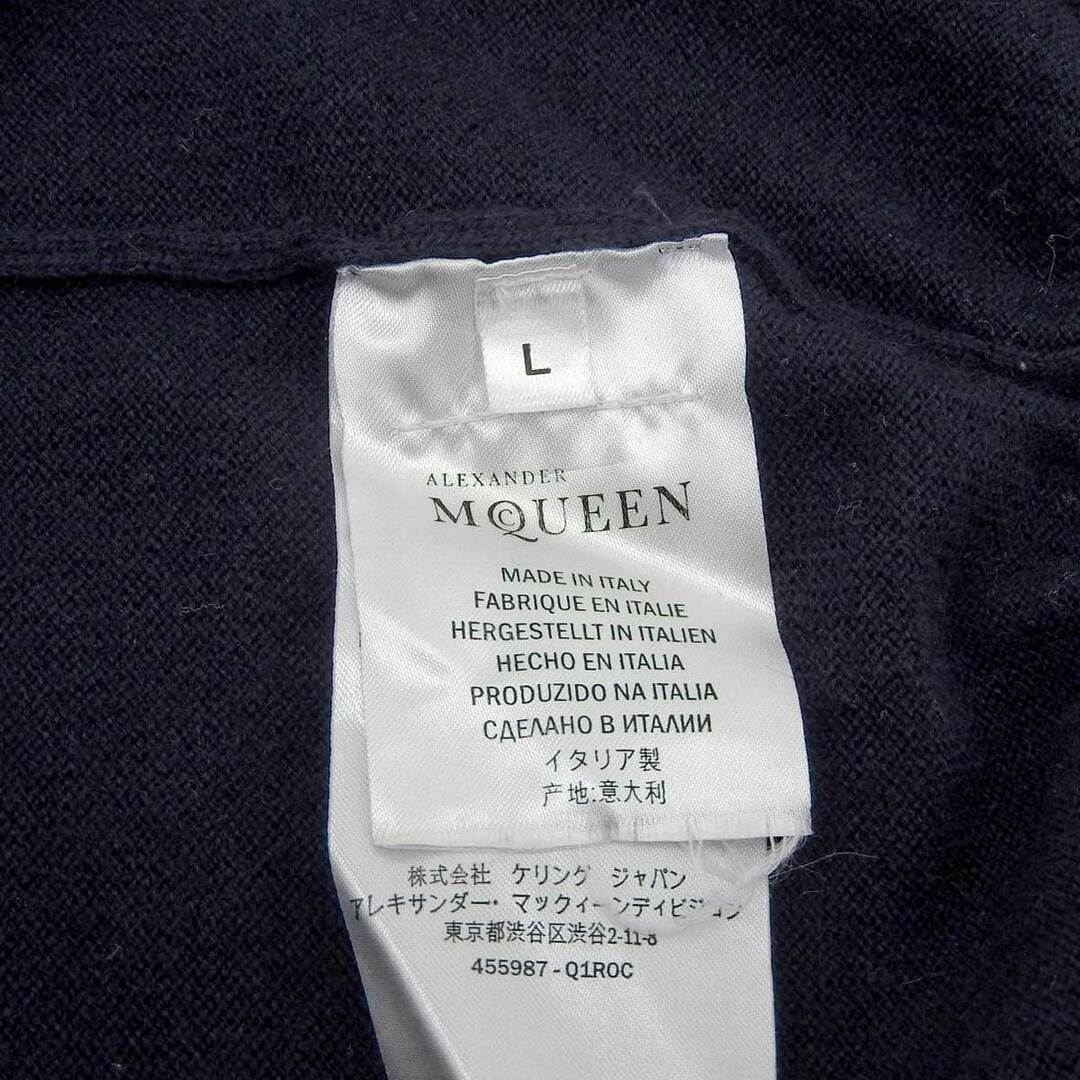 L
ALEXANDER
McQUEEN
MADE IN ITALY
FABRIQUE EN ITALIE
HERGESTELLT IN ITALIEN
HECHO EN ITALIA
PRODUZIDO NA ITALIA
СДЕЛАНО В ИТАЛИИ
イタリア製
产地:意大利
株式会社 ケリング ジャパン
アレキサンダー・マックィーンディビジョン
東京都渋谷区渋谷2-11-8
455987-Q1ROC